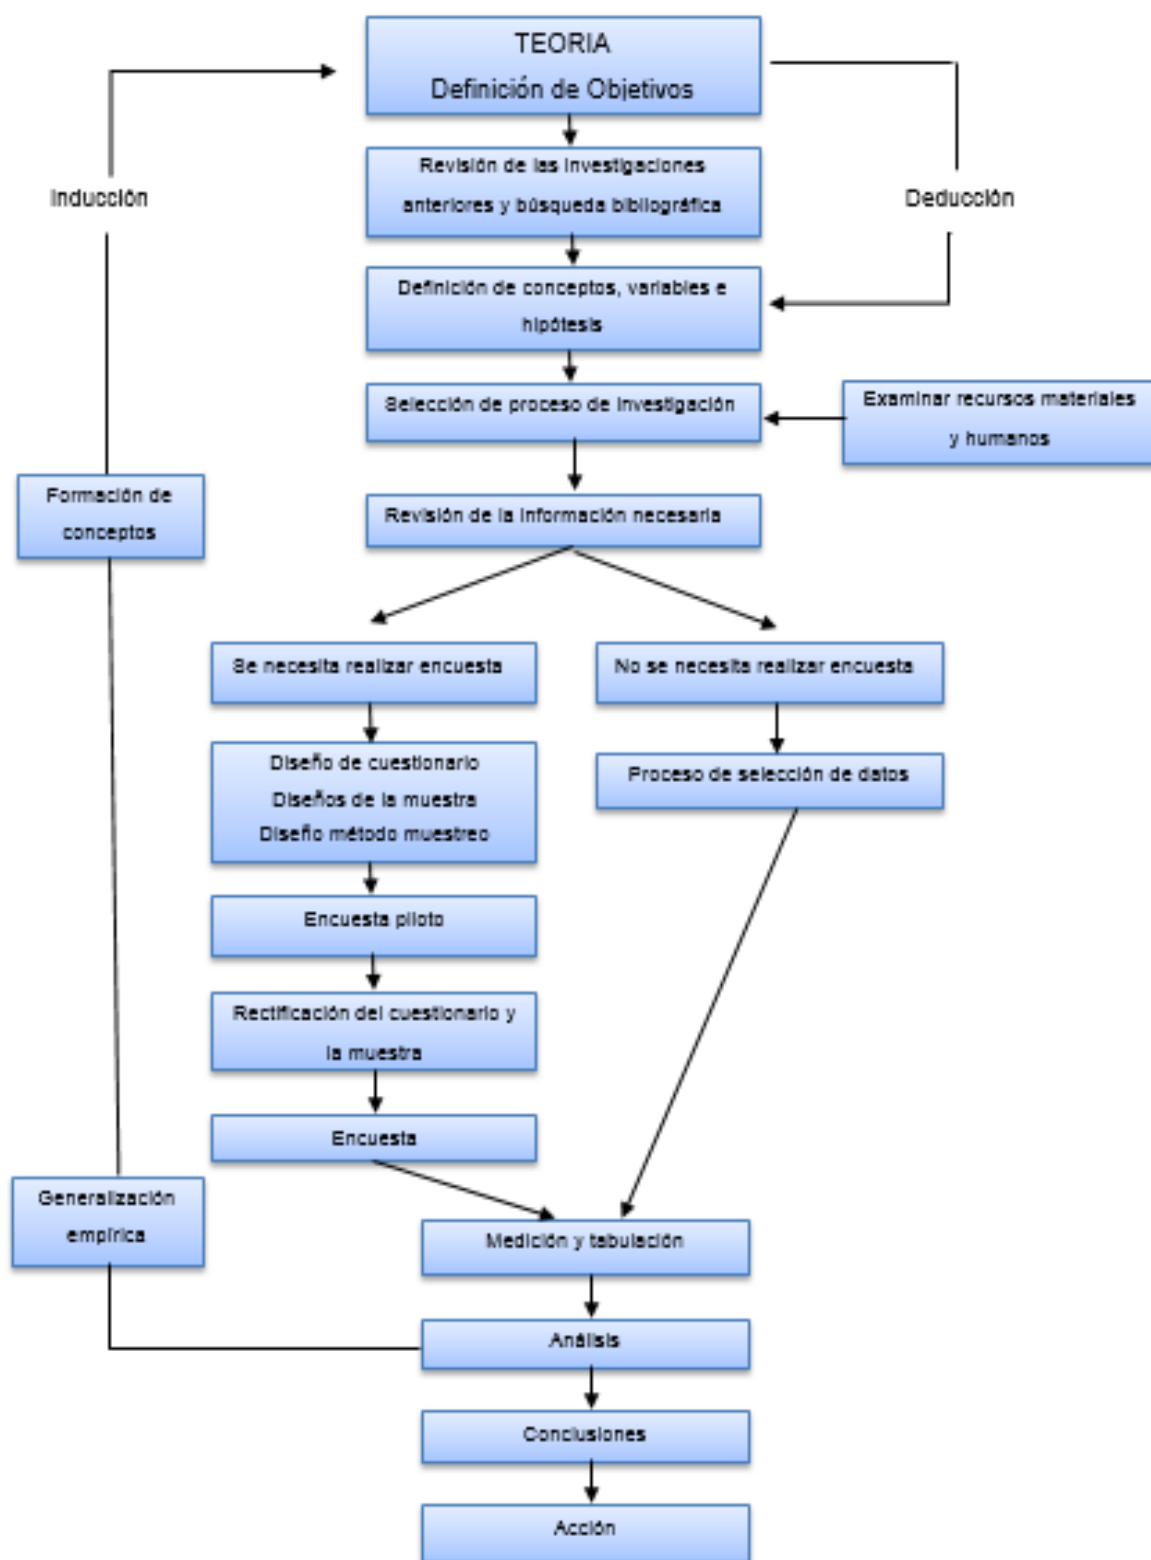 TEORIA
Definición de Objetivos
Revisión de las investigaciones
anteriores y búsqueda bibliográfica
Inducción
Deducción
Definición de conceptos, variables e
hipótesis
Selección de proceso de investigación
Examinar recursos materiales
y humanos
Formación de
conceptos
Revisión de la información necesaria
Se necesita realizar encuesta
No se necesita realizar encuesta
Diseño de cuestionario
Diseños de la muestra
Diseño método muestreo
Proceso de selección de datos
Encuesta piloto
Rectificación del cuestionario y
la muestra
Encuesta
Generalización
empírica
Medición y tabulación
Análisis
Conclusiones
Acción